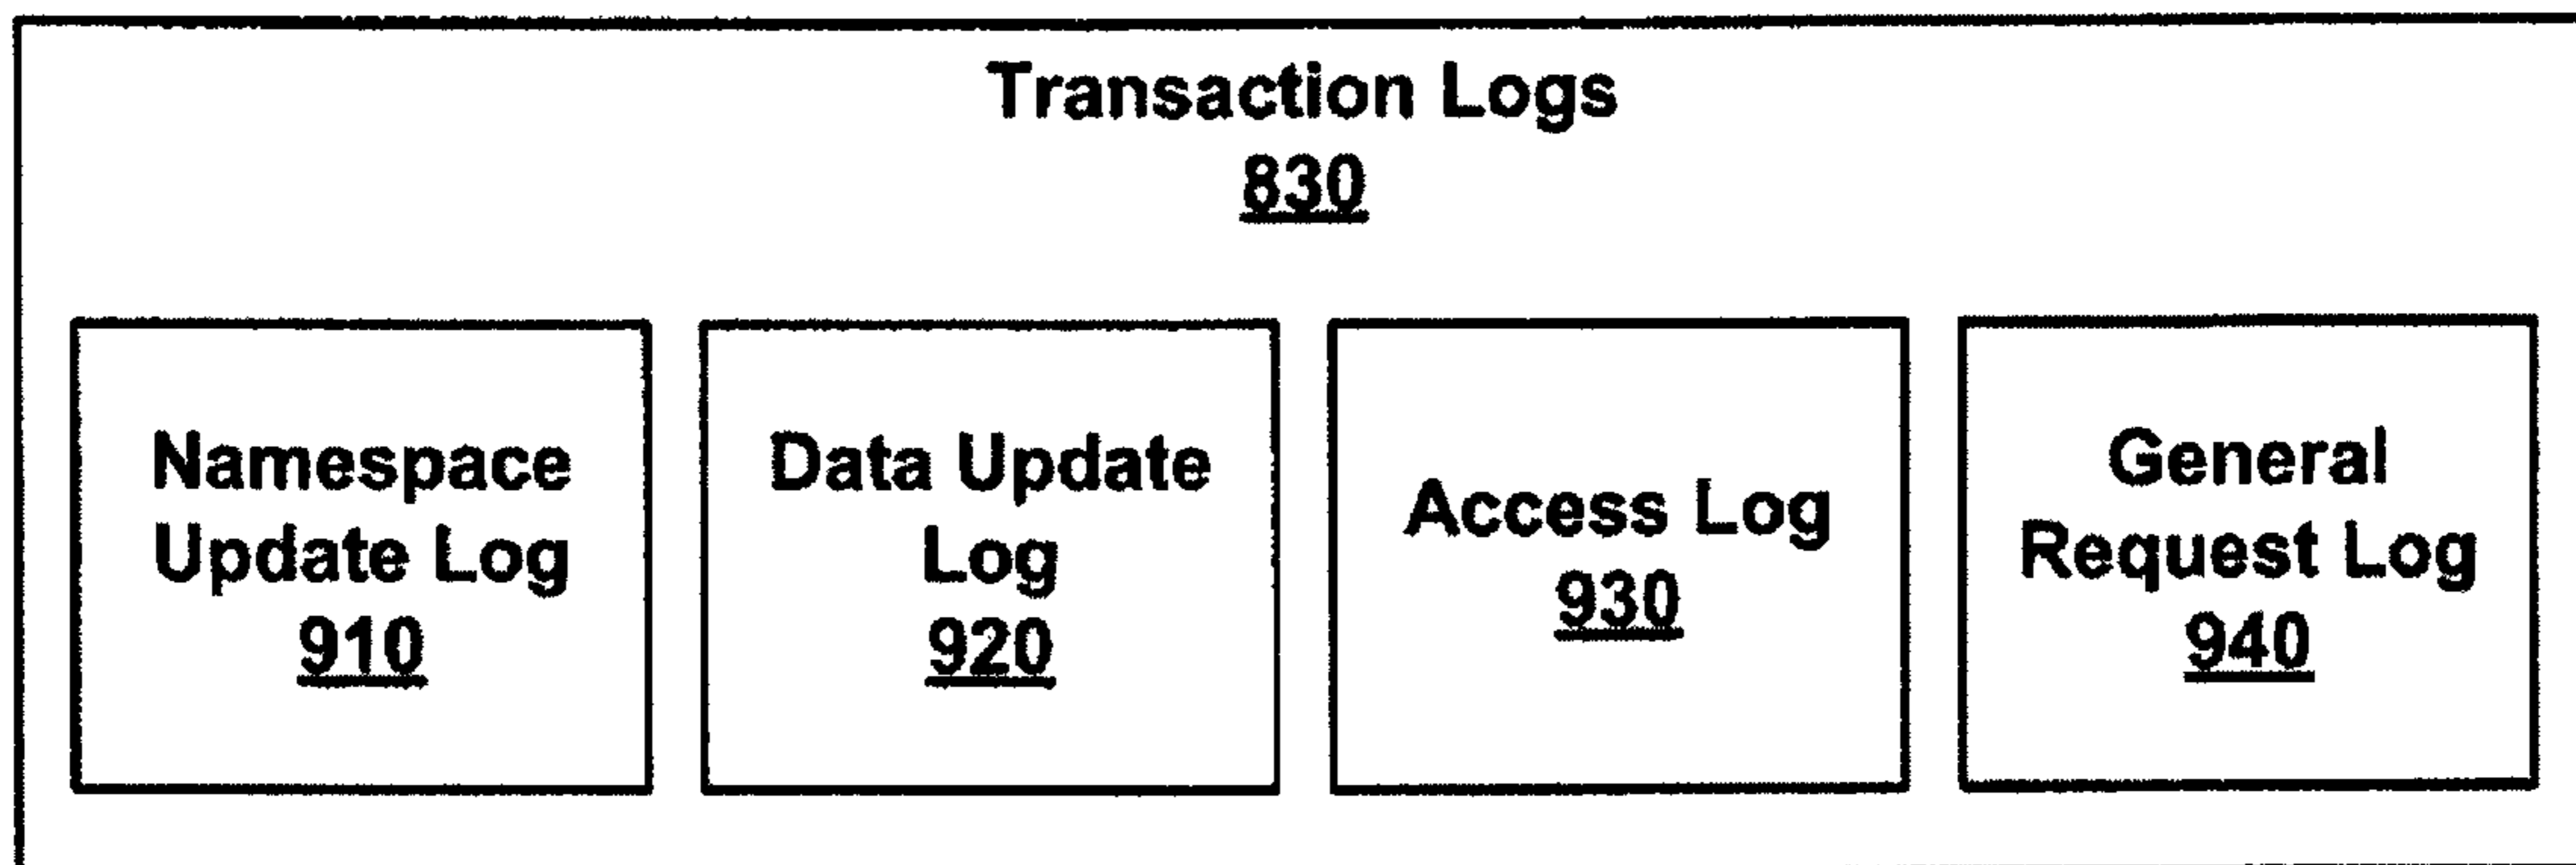 Transaction Logs
830
Namespace
Update Log
910
Data Update
Log
920
Access Log
930
General
Request Log
940